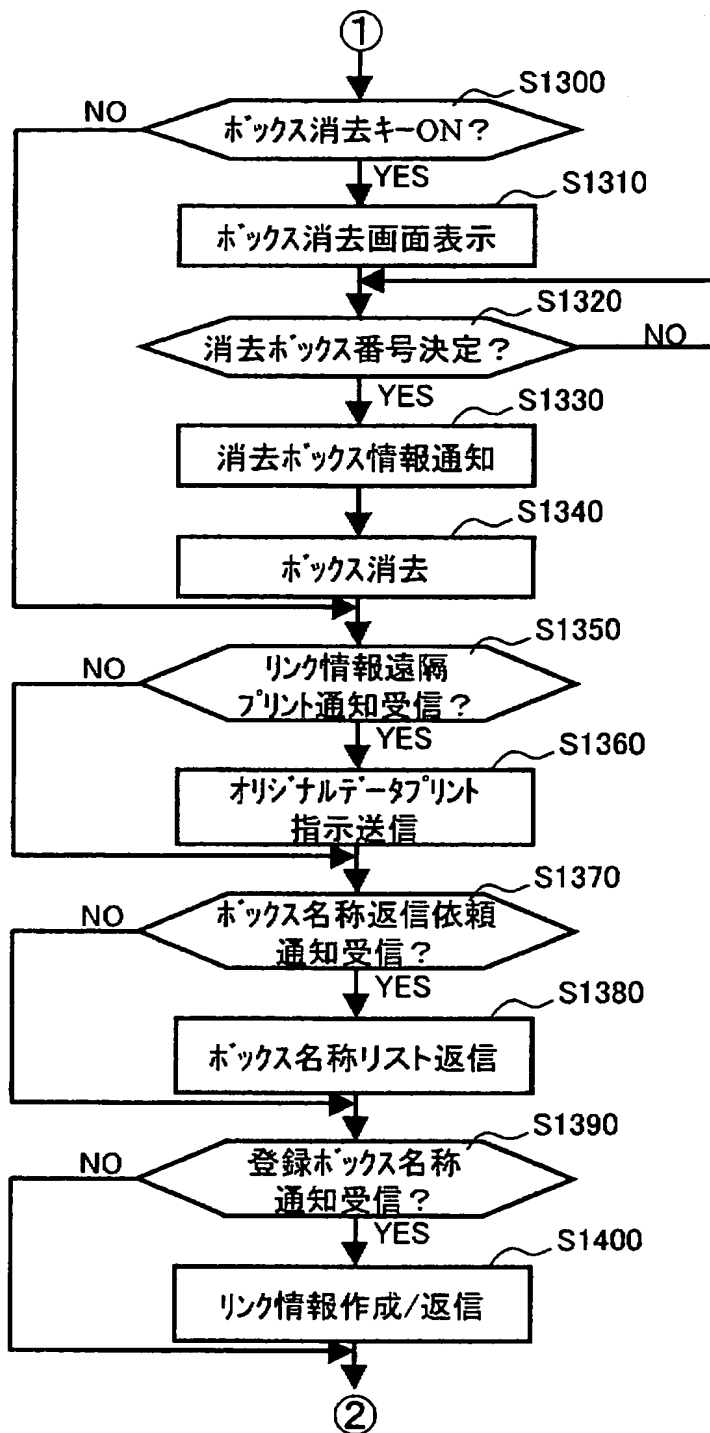 ①
S1300
NO
ボックス消去キーON？
YES
S1310
ボックス消去画面表示
S1320
消去ボックス番号決定？
NO
YES
S1330
消去ボックス情報通知
S1340
ボックス消去
S1350
NO
リンク情報遠隔
プリント通知受信？
YES
S1360
オリジナルデータプリント
指示送信
S1370
NO
ボックス名称返信依頼
通知受信？
YES
S1380
ボックス名称リスト返信
S1390
NO
登録ボックス名称
通知受信？
YES
S1400
リンク情報作成/返信
②